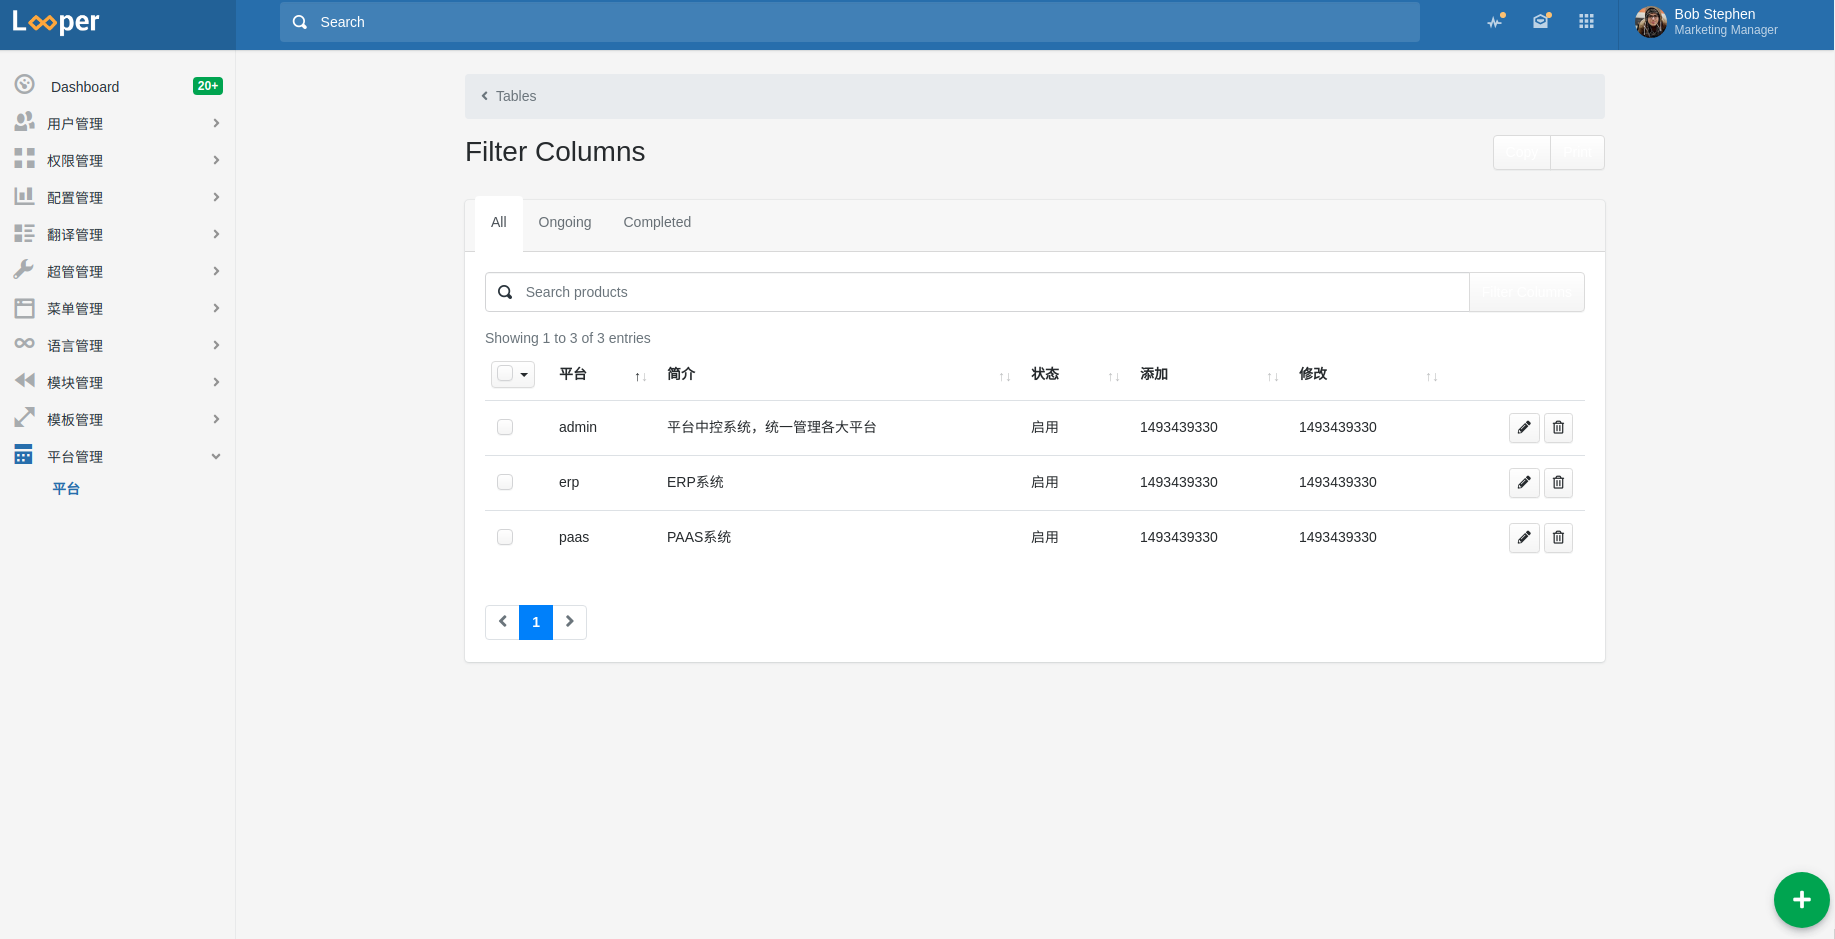 Looper
Search
Bob Stephen
Marketing Manager
Dashboard
20+
用户管理
权限管理
配置管理
翻译管理
超管管理
菜单管理
语言管理
模块管理
模板管理
平台管理
平台
Tables
Filter Columns
Copy
All Ongoing Completed
Search products
Filter Columns
Showing 1 to 3 of 3 entries
平台 简介 状态 添加 修改
admin 平台中控系统，统一管理各大平台 启用 1493439330 1493439330
erp ERP系统 启用 1493439330 1493439330
paas PAAS系统 启用 1493439330 1493439330
1